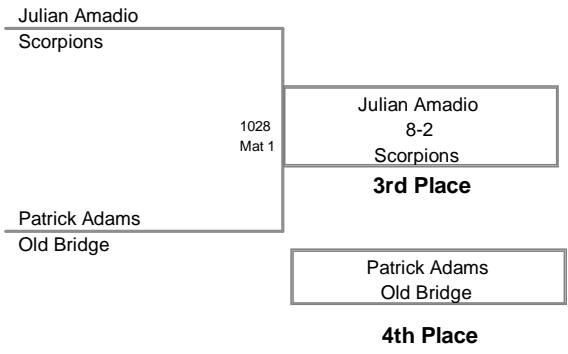 Julian Amadio
Scorpions
1028
Mat 1
Julian Amadio
8-2
Scorpions
3rd Place
Patrick Adams
Old Bridge
Patrick Adams
Old Bridge
4th Place